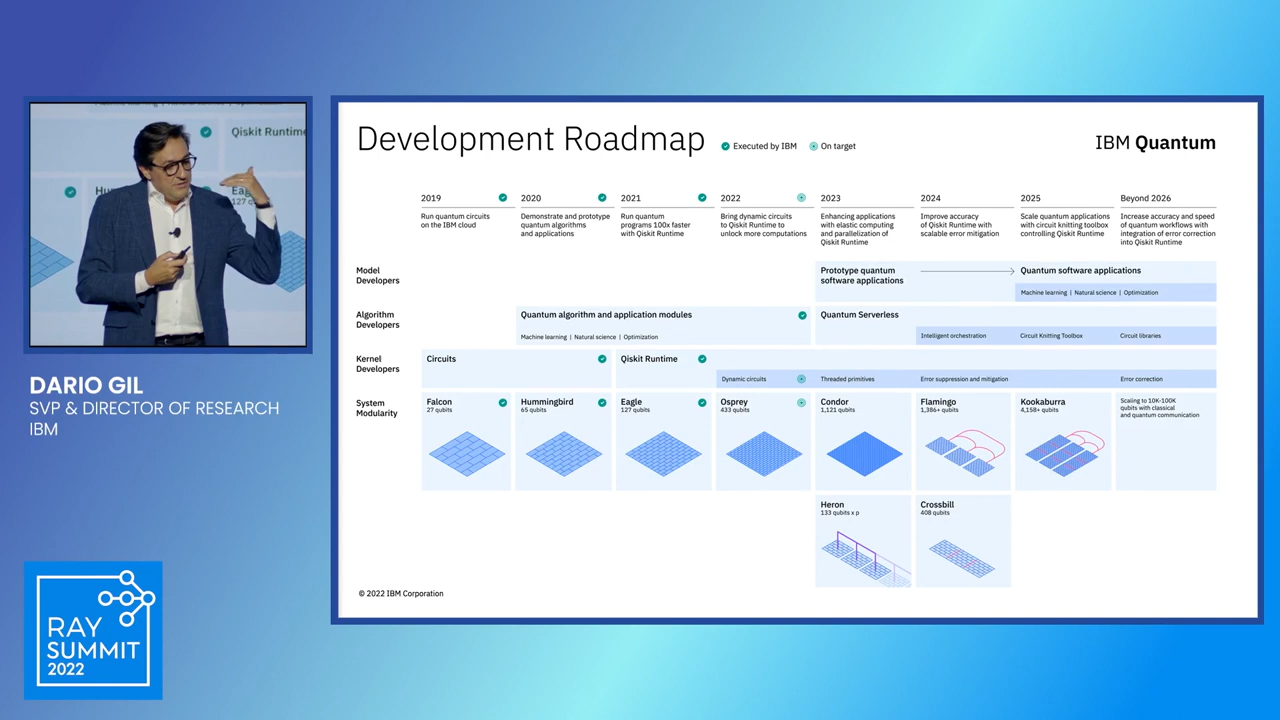 Qiskit Runtime
Development Roadmap
Executed by IBM
On target
IBM Quantum
2019
Run quantum circuits
on the IBM cloud
2020
Demonstrate and prototype
quantum algorithms
and applications
2021
Run quantum
programs 100x faster
with Qiskit Runtime
2022
Bring dynamic circuits
to Qiskit Runtime to
unlock more computations
2023
Enhancing applications
with elastic computing
and parallelization of
Qiskit Runtime
2024
Improve accuracy
of Qiskit Runtime with
scalable error mitigation
2025
Scale quantum applications
with circuit knitting toolbox
controlling Qiskit Runtime
Beyond 2026
Increase accuracy and speed
of quantum workflows with
integration of error correction
into Qiskit Runtime
Model
Developers
Prototype quantum
software applications
Quantum software applications
Machine learning | Natural science | Optimization
Algorithm
Developers
Quantum algorithm and application modules
Machine learning | Natural science | Optimization
Quantum Serverless
Intelligent orchestration
Circuit Knitting Toolbox
Circuit libraries
Kernel
Developers
Circuits
Qiskit Runtime
Dynamic circuits
Threaded primitives
Error suppression and mitigation
Error correction
System
Modularity
Falcon
27 qubits
Hummingbird
65 qubits
Eagle
127 qubits
Osprey
433 qubits
Condor
1,121 qubits
Flamingo
1,386+ qubits
Kookaburra
4,158+ qubits
Scaling to 10K-100K
qubits with classical
and quantum communication
Heron
133 qubits x p
Crossbill
408 qubits
© 2022 IBM Corporation
DARIO GIL
SVP & DIRECTOR OF RESEARCH
IBM
RAY
SUMMIT
2022